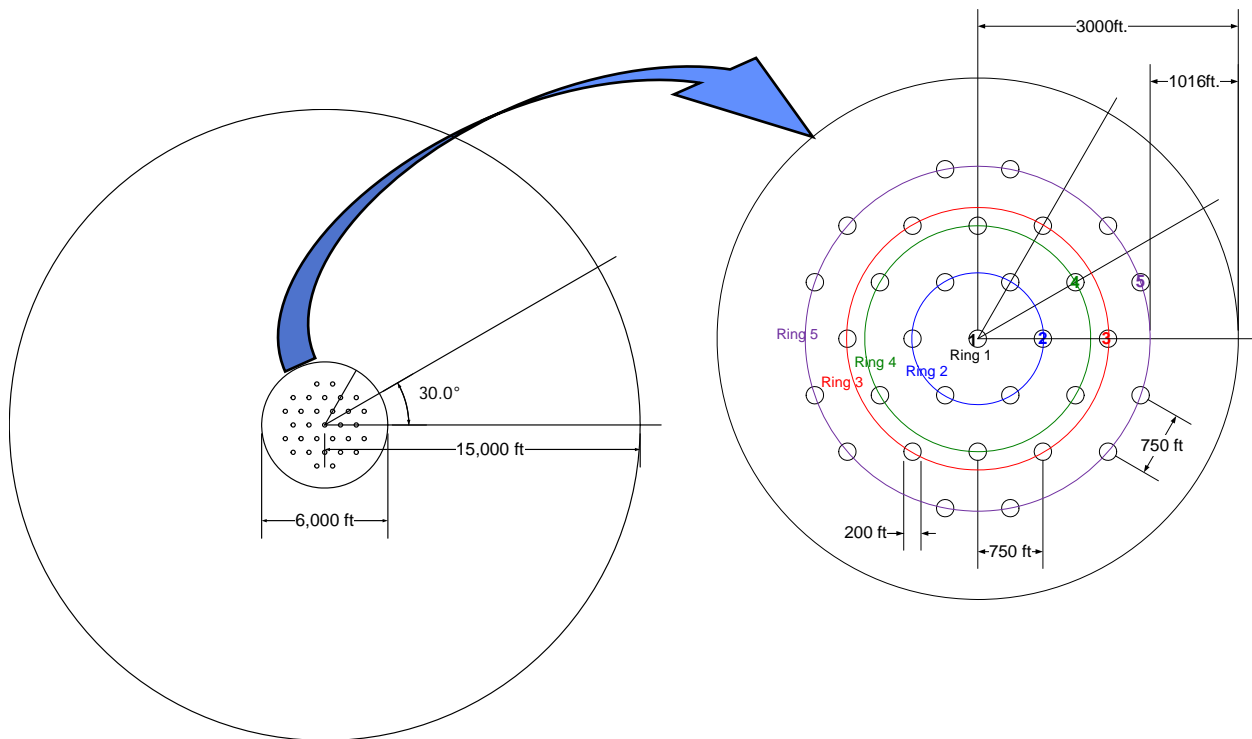 3000ft.
1016ft.
4
5
Ring 5
1
2
3
Ring 1
Ring 4
Ring 2
Ring 3
30.0°
15,000 ft
750 ft
6,000 ft
200 ft
750 ft